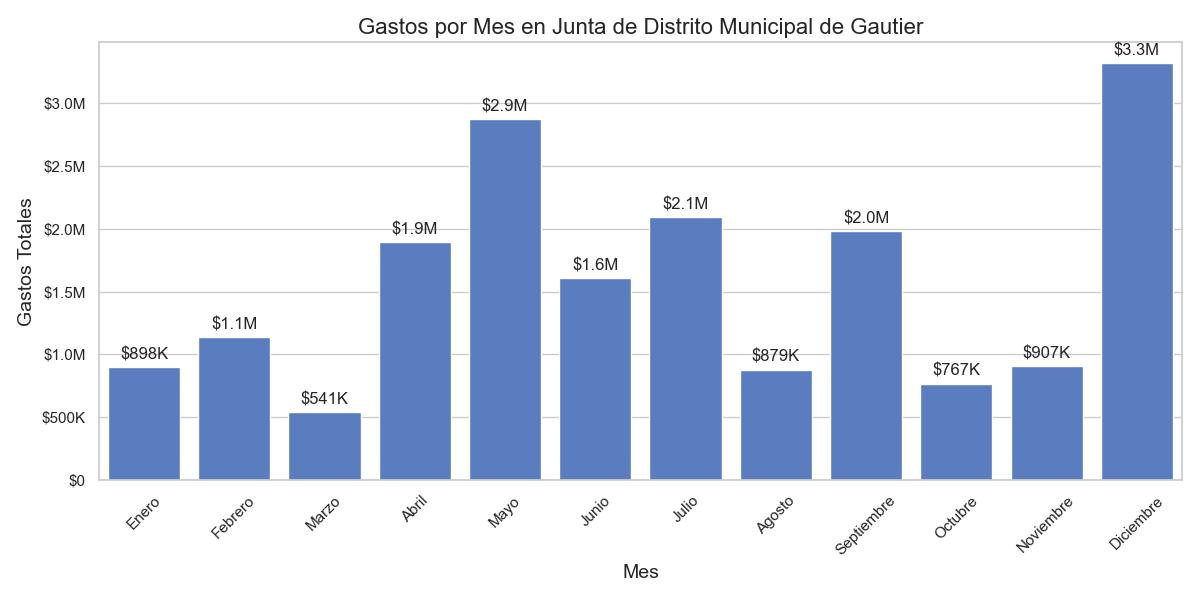 Gastos por Mes en Junta de Distrito Municipal de Gautier
$3.3M
$3.0M
$2.9M
$2.5M
$2.1M
$2.0M
$2.0M
$1.9M
$1.6M
$1.5M
$1.1M
$1.0M
$898K
$541K
$879K
$767K
$907K
$500K
$0
Gastos Totales
Enero
Febrero
Marzo
Abril
Mayo
Junio
Julio
Agosto
Septiembre
Octubre
Noviembre
Diciembre
Mes